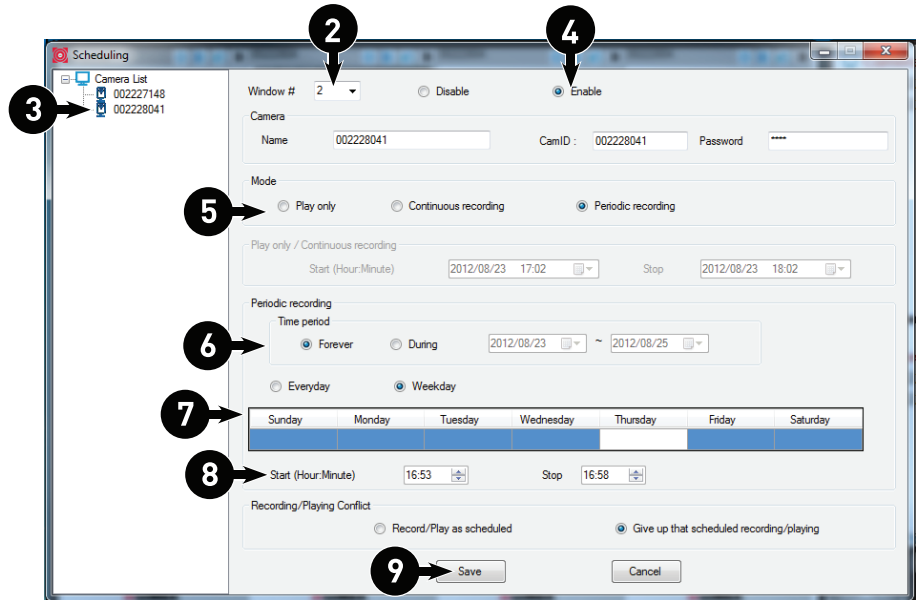 2 4
Scheduling
Camera List
002227148
3 002228041
Window # 2 Disable Enable
Camera
Name 002228041 CamID : 002228041 Password ****
Mode
5 Play only Continuous recording Periodic recording
Play only / Continuous recording
Start (Hour:Minute) 2012/08/23 17:02 Stop 2012/08/23 18:02
Periodic recording
Time period
6 Forever During 2012/08/23 ~ 2012/08/25
Everyday Weekday
7
Sunday Monday Tuesday Wednesday Thursday Friday Saturday
8 Start (Hour:Minute) 16:53 Stop 16:58
Recording/Playing Conflict
Record/Play as scheduled Give up that scheduled recording/playing
9 Save Cancel